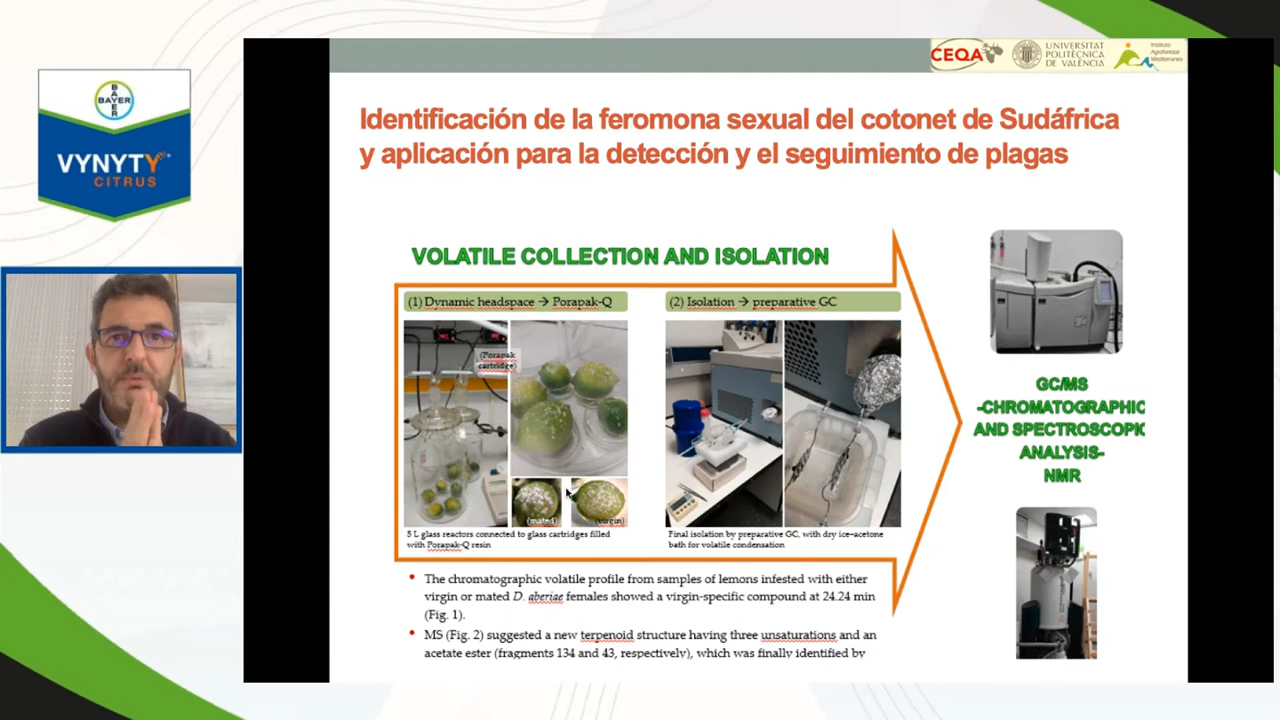 BAYER
BAYER
VYNYTY
CITRUS
CEQA
UNIVERSITAT
POLITÈCNICA
DE VALÈNCIA
Instituto
Agroforestal
Mediterráneo
Identificación de la feromona sexual del cotonet de Sudáfrica
y aplicación para la detección y el seguimiento de plagas
VOLATILE COLLECTION AND ISOLATION
(1) Dynamic headspace → Porapak-Q
(Porapak
cartridge)
(mated)
(virgin)
5 L glass reactors connected to glass cartridges filled
with Porapak-Q resin
(2) Isolation → preparative GC
Final isolation by preparative GC, with dry ice-acetone
bath for volatile condensation
GC/MS
-CHROMATOGRAPHIC
AND SPECTROSCOPIC
ANALYSIS-
NMR
• The chromatographic volatile profile from samples of lemons infested with either
virgin or mated D. aberiae females showed a virgin-specific compound at 24.24 min
(Fig. 1).
• MS (Fig. 2) suggested a new terpenoid structure having three unsaturations and an
acetate ester (fragments 134 and 43, respectively), which was finally identified by